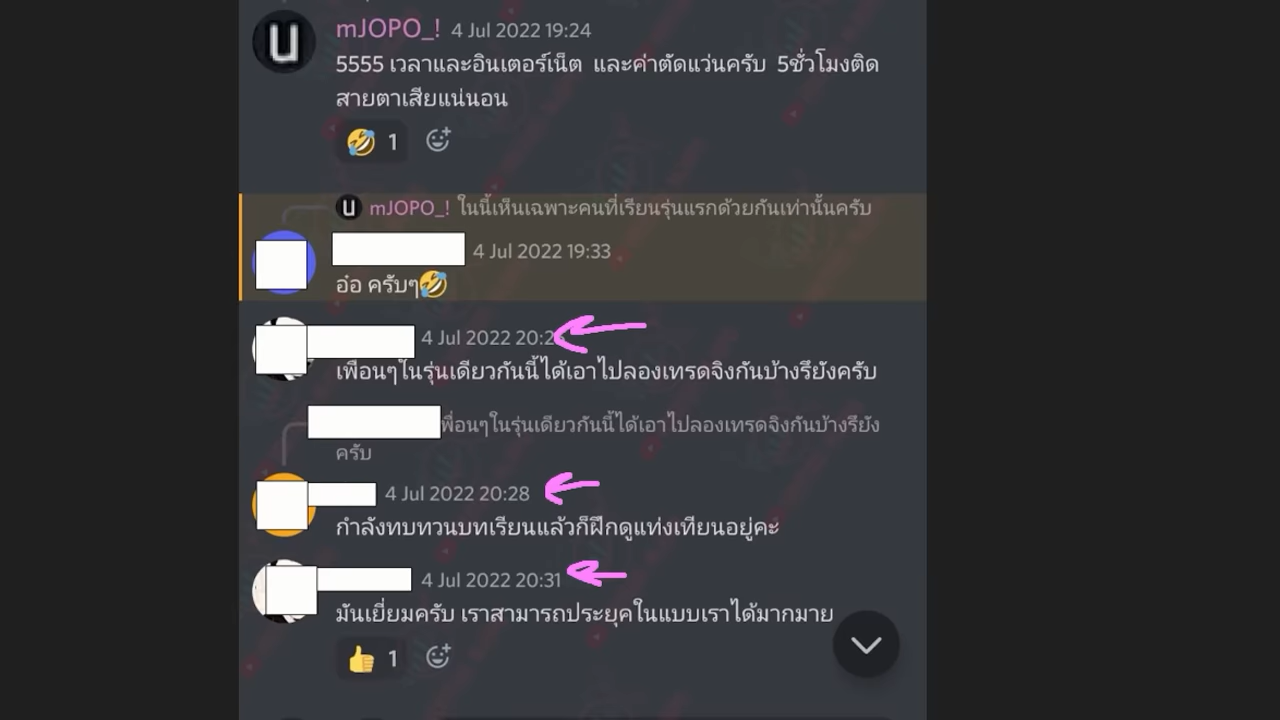 mJOPO_! 4 Jul 2022 19:24
5555 เวลาและอินเตอร์เน็ต และค่าตัดแว่นครับ 5ชั่วโมงติด
สายตาเสียแน่นอน
1
U mJOPO_! ในนี้เห็นเฉพาะคนที่เรียนรุ่นแรกด้วยกันเท่านั้นครับ
4 Jul 2022 19:33
อ๋อ ครับๆ
4 Jul 2022
เพื่อนๆในรุ่นเดียวกันนี้ได้เอาไปลองเทรดจิงกันบ้างรึยังครับ
พื่อนๆในรุ่นเดียวกันนี้ได้เอาไปลองเทรดจิงกันบ้างรึยัง
ครับ
4 Jul 2022 20:28
กำลังทบทวนบทเรียนแล้วก็ฝึกดูแท่งเทียนอยู่คะ
4 Jul 2022 20:31
มันเยี่ยมครับ เราสามารถประยุคในแบบเราได้มากมาย
1